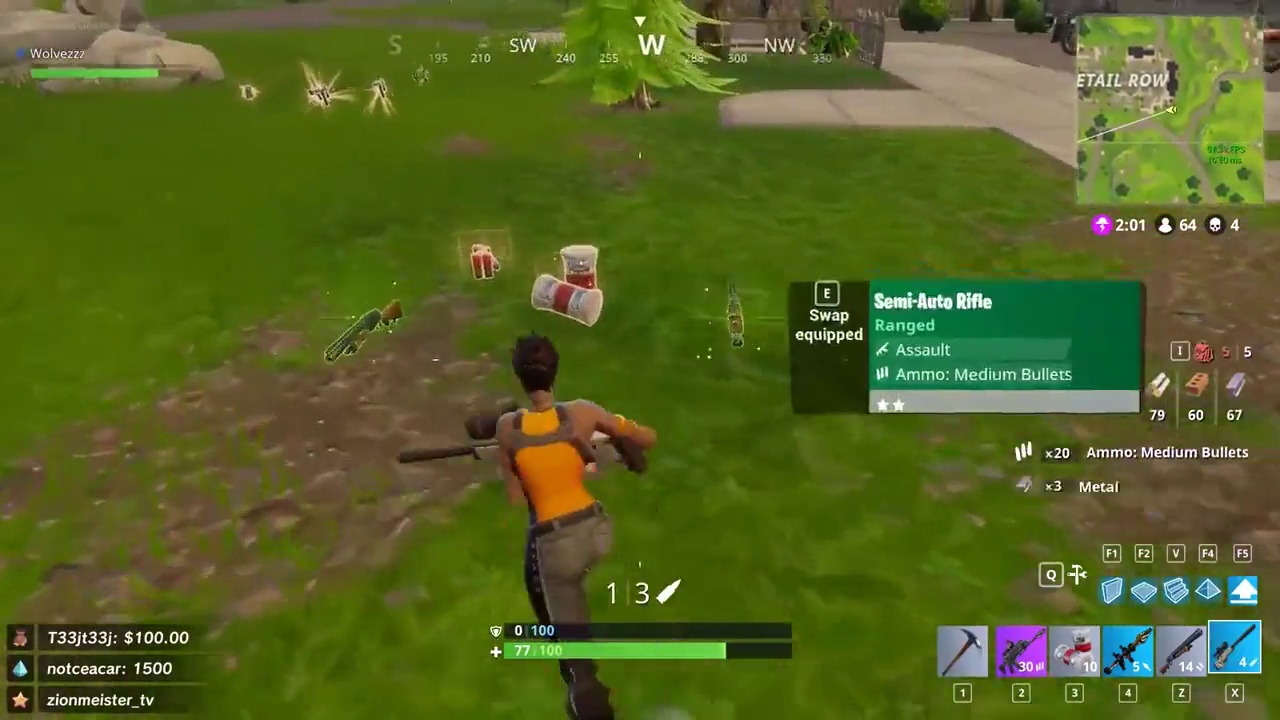 Wolvezzz
S
195
210
SW
240
255
W
285
300
NW
330
ETAIL ROW
2:01
64
4
E
Swap
equipped
Semi-Auto Rifle
Ranged
Assault
Ammo: Medium Bullets
I
5 | 5
79
60
67
x20 Ammo: Medium Bullets
x3 Metal
F1
F2
V
F4
F5
Q
1 | 3
0 | 100
77 | 100
T33jt33j: $100.00
notceacar: 1500
zionmeister_tv
30
10
5
14
4
1
2
3
4
Z
X